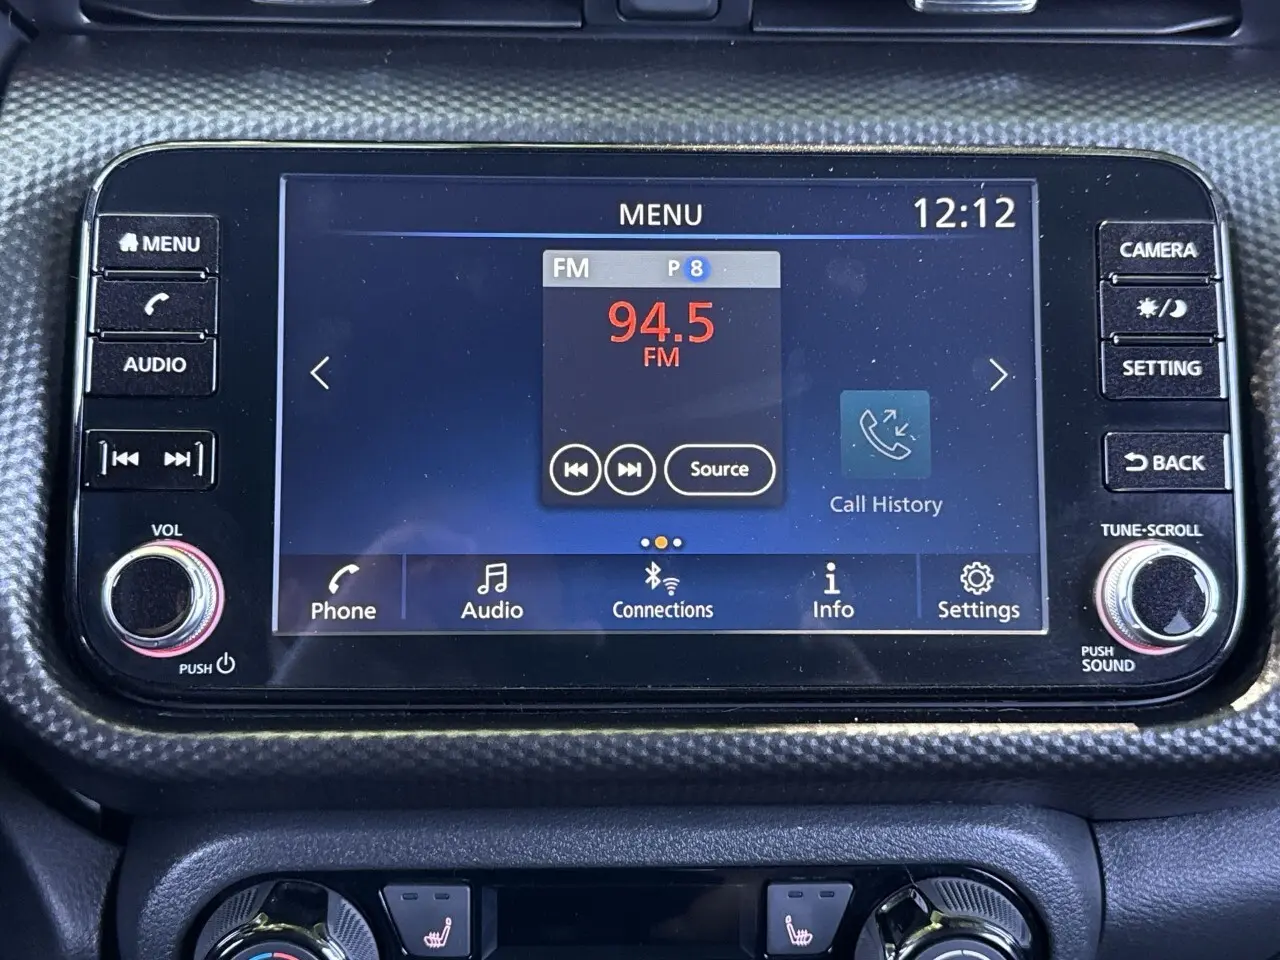 MENU
12:12
MENU
AUDIO
FM P 8
94.5
FM
Source
Call History
CAMERA
SETTING
BACK
VOL
PUSH
Phone
Audio
Connections
Info
Settings
TUNE•SCROLL
PUSH
SOUND